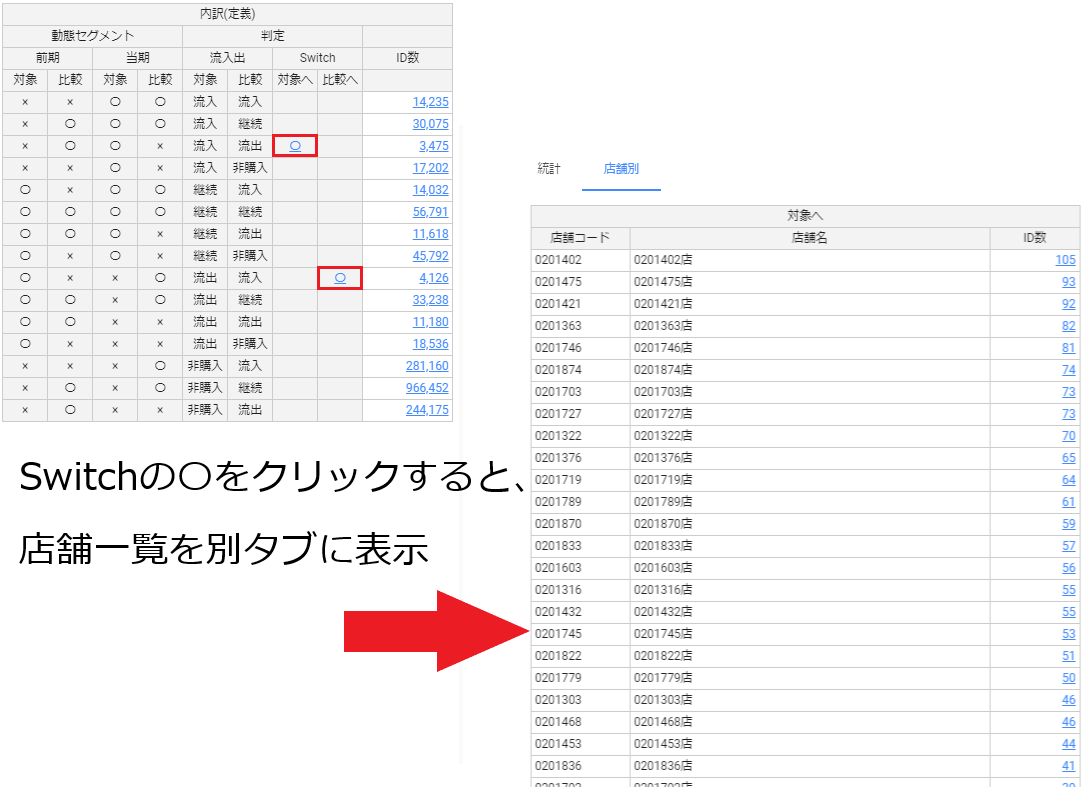 内訳(定義)
動態セグメント 判定
前期 当期 流入出 Switch ID数
対象 比較 対象 比較 対象 比較 対象へ 比較へ
× × 〇 〇 流入 流入 14,235
× 〇 〇 〇 流入 継続 30,075
× 〇 〇 × 流入 流出 〇 3,475
× × 〇 × 流入 非購入 17,202
〇 × 〇 〇 継続 流入 14,032
〇 〇 〇 〇 継続 継続 56,791
〇 〇 〇 × 継続 流出 11,618
〇 × 〇 × 継続 非購入 45,792
〇 × × 〇 流出 流入 〇 4,126
〇 〇 × 〇 流出 継続 33,238
〇 〇 × × 流出 流出 11,180
〇 × × × 流出 非購入 18,536
× × × 〇 非購入 流入 281,160
× 〇 × 〇 非購入 継続 966,452
× 〇 × × 非購入 流出 244,175
Switchの〇をクリックすると、
店舗一覧を別タブに表示
統計 店舗別
対象へ
店舗コード 店舗名 ID数
0201402 0201402店 105
0201475 0201475店 93
0201421 0201421店 92
0201363 0201363店 82
0201746 0201746店 81
0201874 0201874店 74
0201703 0201703店 73
0201727 0201727店 73
0201322 0201322店 70
0201376 0201376店 65
0201719 0201719店 64
0201789 0201789店 61
0201870 0201870店 59
0201833 0201833店 57
0201603 0201603店 56
0201316 0201316店 55
0201432 0201432店 55
0201745 0201745店 53
0201822 0201822店 51
0201779 0201779店 50
0201303 0201303店 46
0201468 0201468店 46
0201453 0201453店 44
0201836 0201836店 41